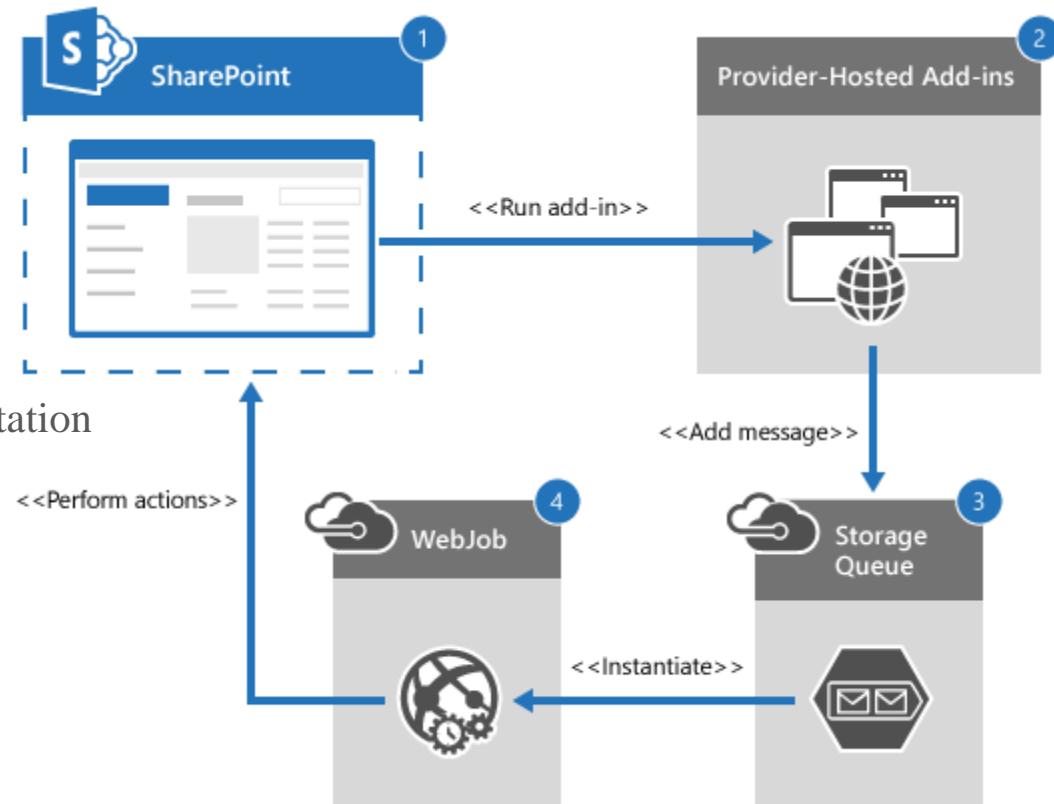 S
SharePoint
1
Provider-Hosted Add-ins
2
<<Run add-in>>
<<Add message>>
tation
<<Perform actions>>
WebJob
4
Storage
Queue
3
<<Instantiate>>